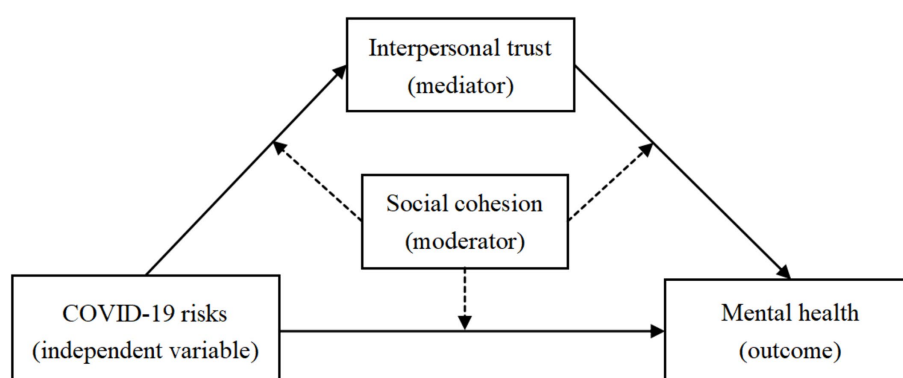 Interpersonal trust
(mediator)
Social cohesion
(moderator)
COVID-19 risks
(independent variable)
Mental health
(outcome)